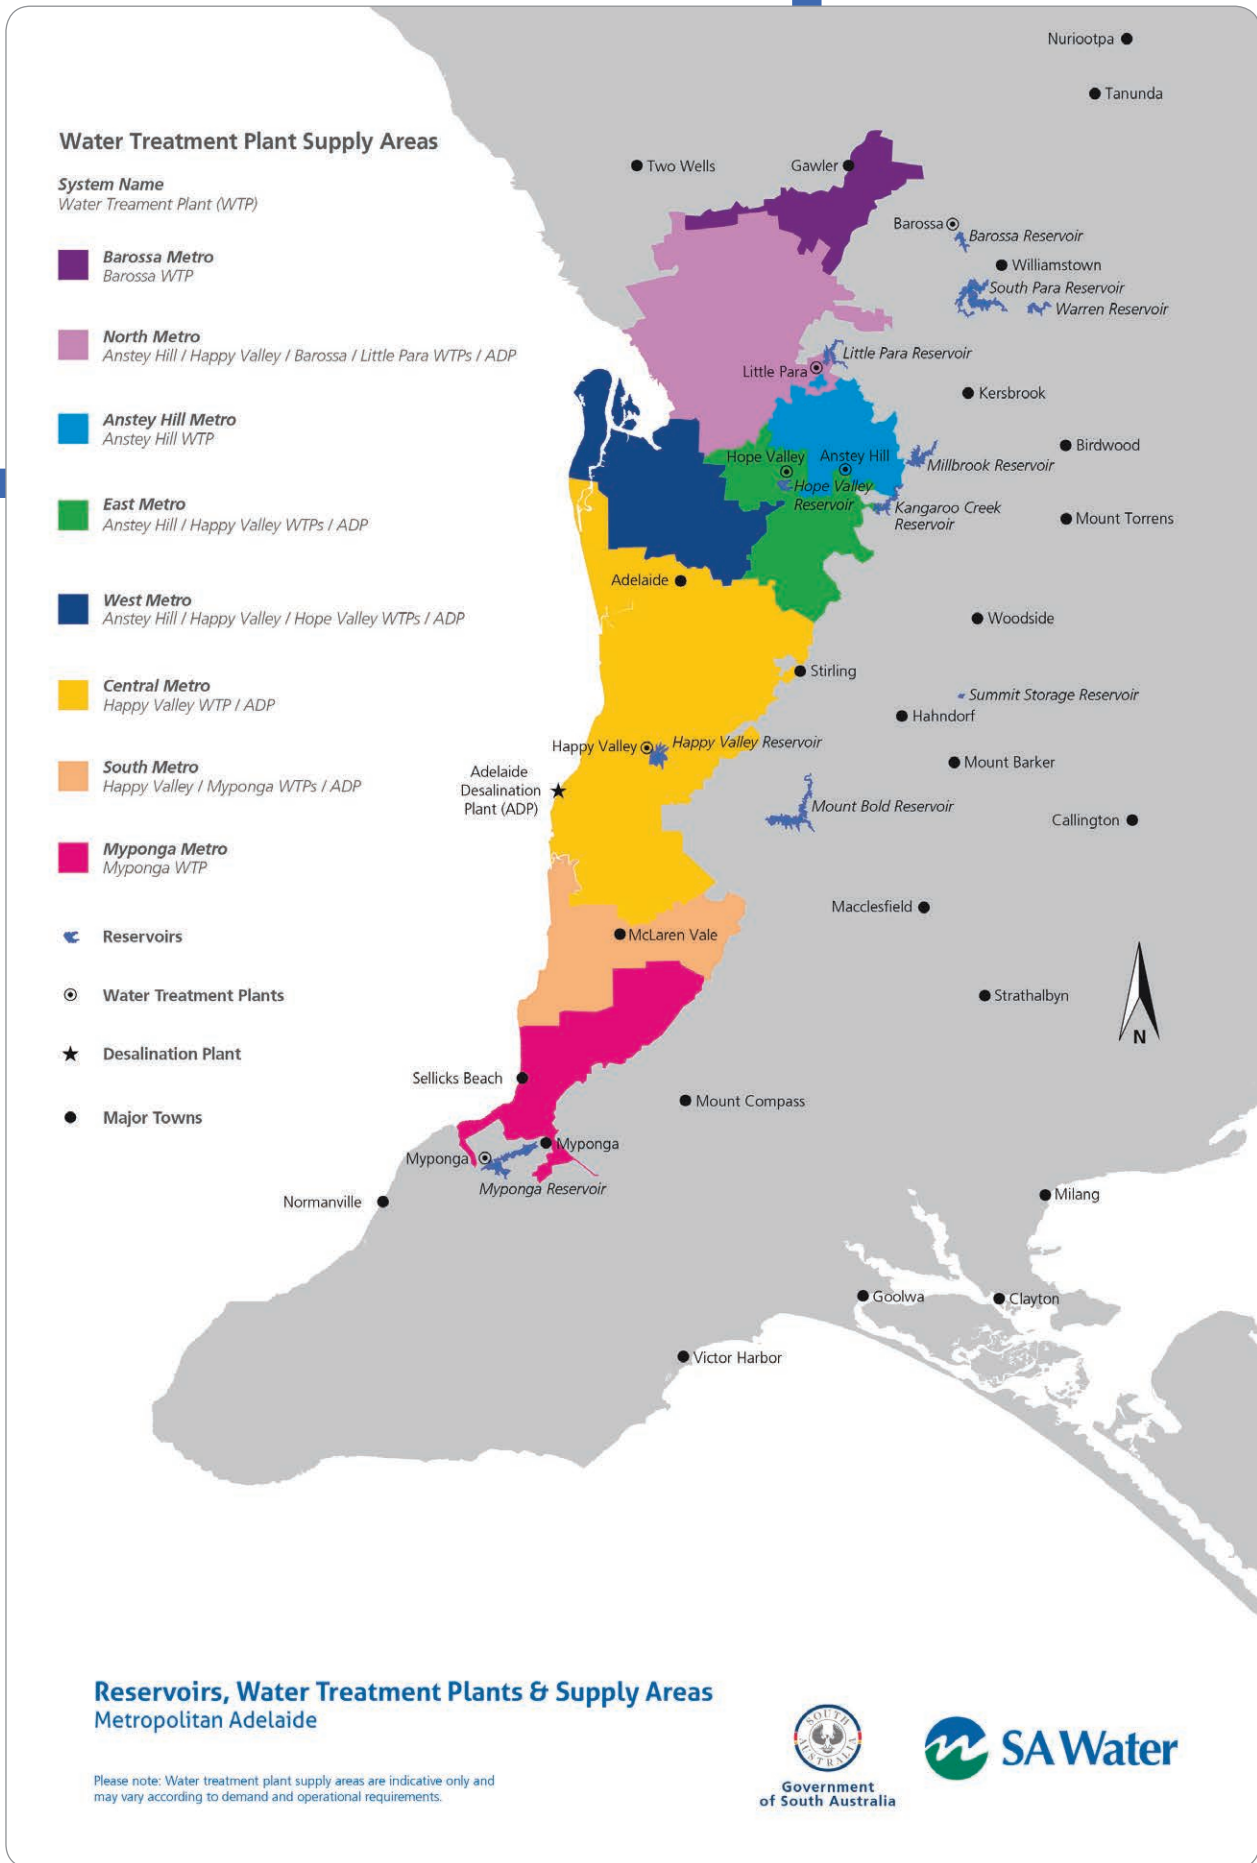 Water Treatment Plant Supply Areas
System Name
Water Treament Plant (WTP)
Barossa Metro
Barossa WTP
North Metro
Anstey Hill / Happy Valley / Barossa / Little Para WTPs / ADP
Anstey Hill Metro
Anstey Hill WTP
East Metro
Anstey Hill / Happy Valley WTPs / ADP
West Metro
Anstey Hill / Happy Valley / Hope Valley WTPs / ADP
Central Metro
Happy Valley WTP / ADP
South Metro
Happy Valley / Myponga WTPs / ADP
Myponga Metro
Myponga WTP
Reservoirs
Water Treatment Plants
Desalination Plant
Major Towns
Nuriootpa
Tanunda
Two Wells
Gawler
Barossa
Barossa Reservoir
Williamstown
South Para Reservoir
Warren Reservoir
Little Para Reservoir
Little Para
Kersbrook
Birdwood
Hope Valley
Anstey Hill
Millbrook Reservoir
Hope Valley
Reservoir
Kangaroo Creek
Reservoir
Mount Torrens
Adelaide
Woodside
Stirling
Summit Storage Reservoir
Hahndorf
Happy Valley
Happy Valley Reservoir
Mount Barker
Adelaide
Desalination
Plant (ADP)
Mount Bold Reservoir
Callington
Macclesfield
McLaren Vale
Strathalbyn
N
Sellicks Beach
Mount Compass
Myponga
Myponga
Myponga Reservoir
Normanville
Milang
Goolwa
Clayton
Victor Harbor
Reservoirs, Water Treatment Plants & Supply Areas
Metropolitan Adelaide
Please note: Water treatment plant supply areas are indicative only and
may vary according to demand and operational requirements.
SOUTH
AUSTRALIA
Government
of South Australia
SA Water